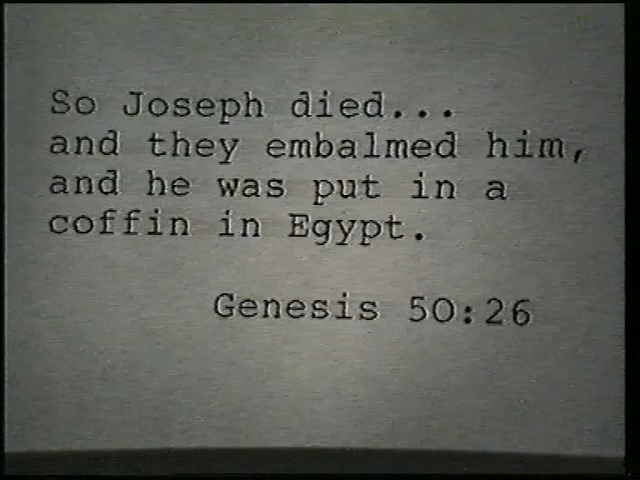 So Joseph died...
and they embalmed him,
and he was put in a
coffin in Egypt.
Genesis 50:26